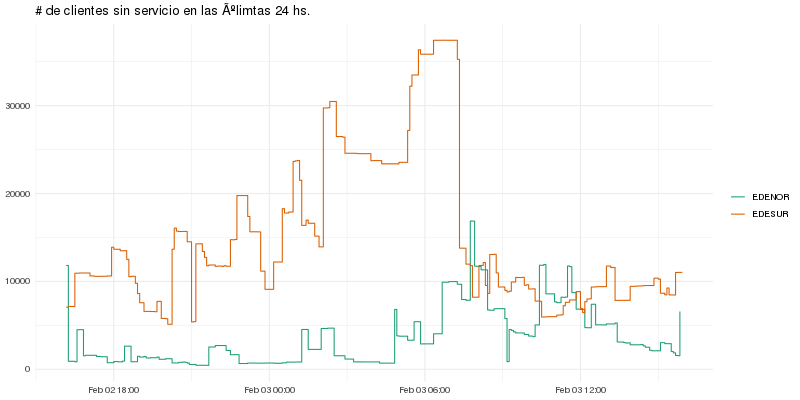 # de clientes sin servicio en las Ãºlimtas 24 hs.
30000
20000
10000
0
Feb 02 18:00
Feb 03 00:00
Feb 03 06:00
Feb 03 12:00
EDENOR
EDESUR